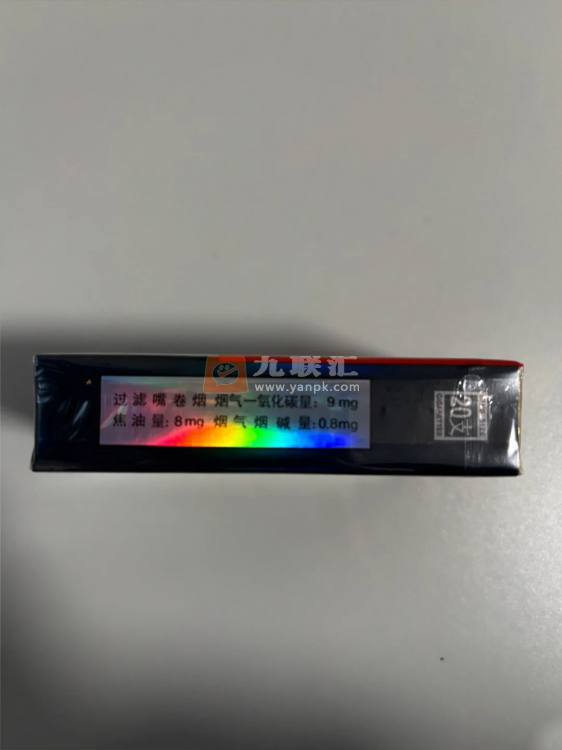 九联汇
www.yanpk.com
过滤嘴卷烟 烟气一氧化碳量: 9mg
焦油量: 8mg 烟气烟碱量: 0.8mg
20支
CIGARETTES